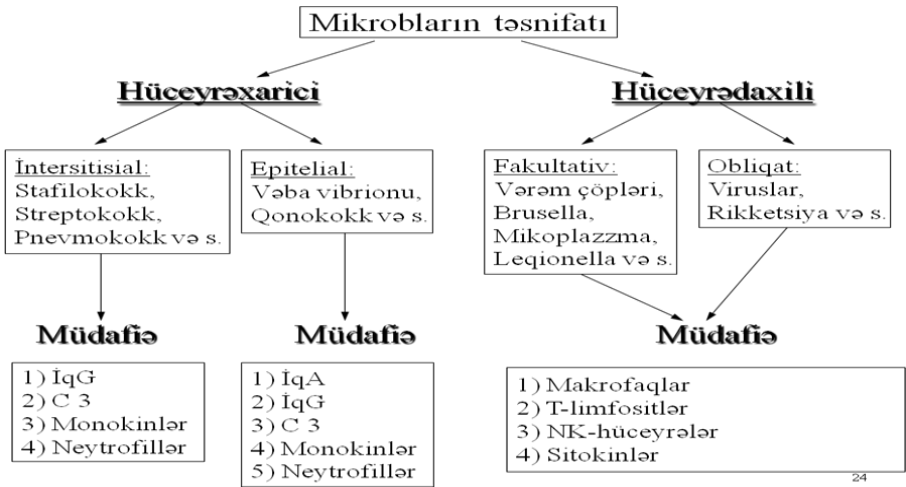 Mikrobların təsnifatı
Hüceyrəxarici
Hüceyrədaxili
İntersitisial:
Stafilokokk,
Streptokokk,
Pnevmokokk və s.
Epitelial:
Vəba vibrionu,
Qonokokk və s.
Fakultativ:
Vərəm çöpləri,
Brusella,
Mikoplazzma,
Leqionella və s.
Obliqat:
Viruslar,
Rikketsiya və s.
Müdafiə
1) İqG
2) C 3
3) Monokinlər
4) Neytrofillər
Müdafiə
1) İqA
2) İqG
3) C 3
4) Monokinlər
5) Neytrofillər
Müdafiə
1) Makrofaqlar
2) T-limfositlər
3) NK-hüceyrələr
4) Sitokinlər
24